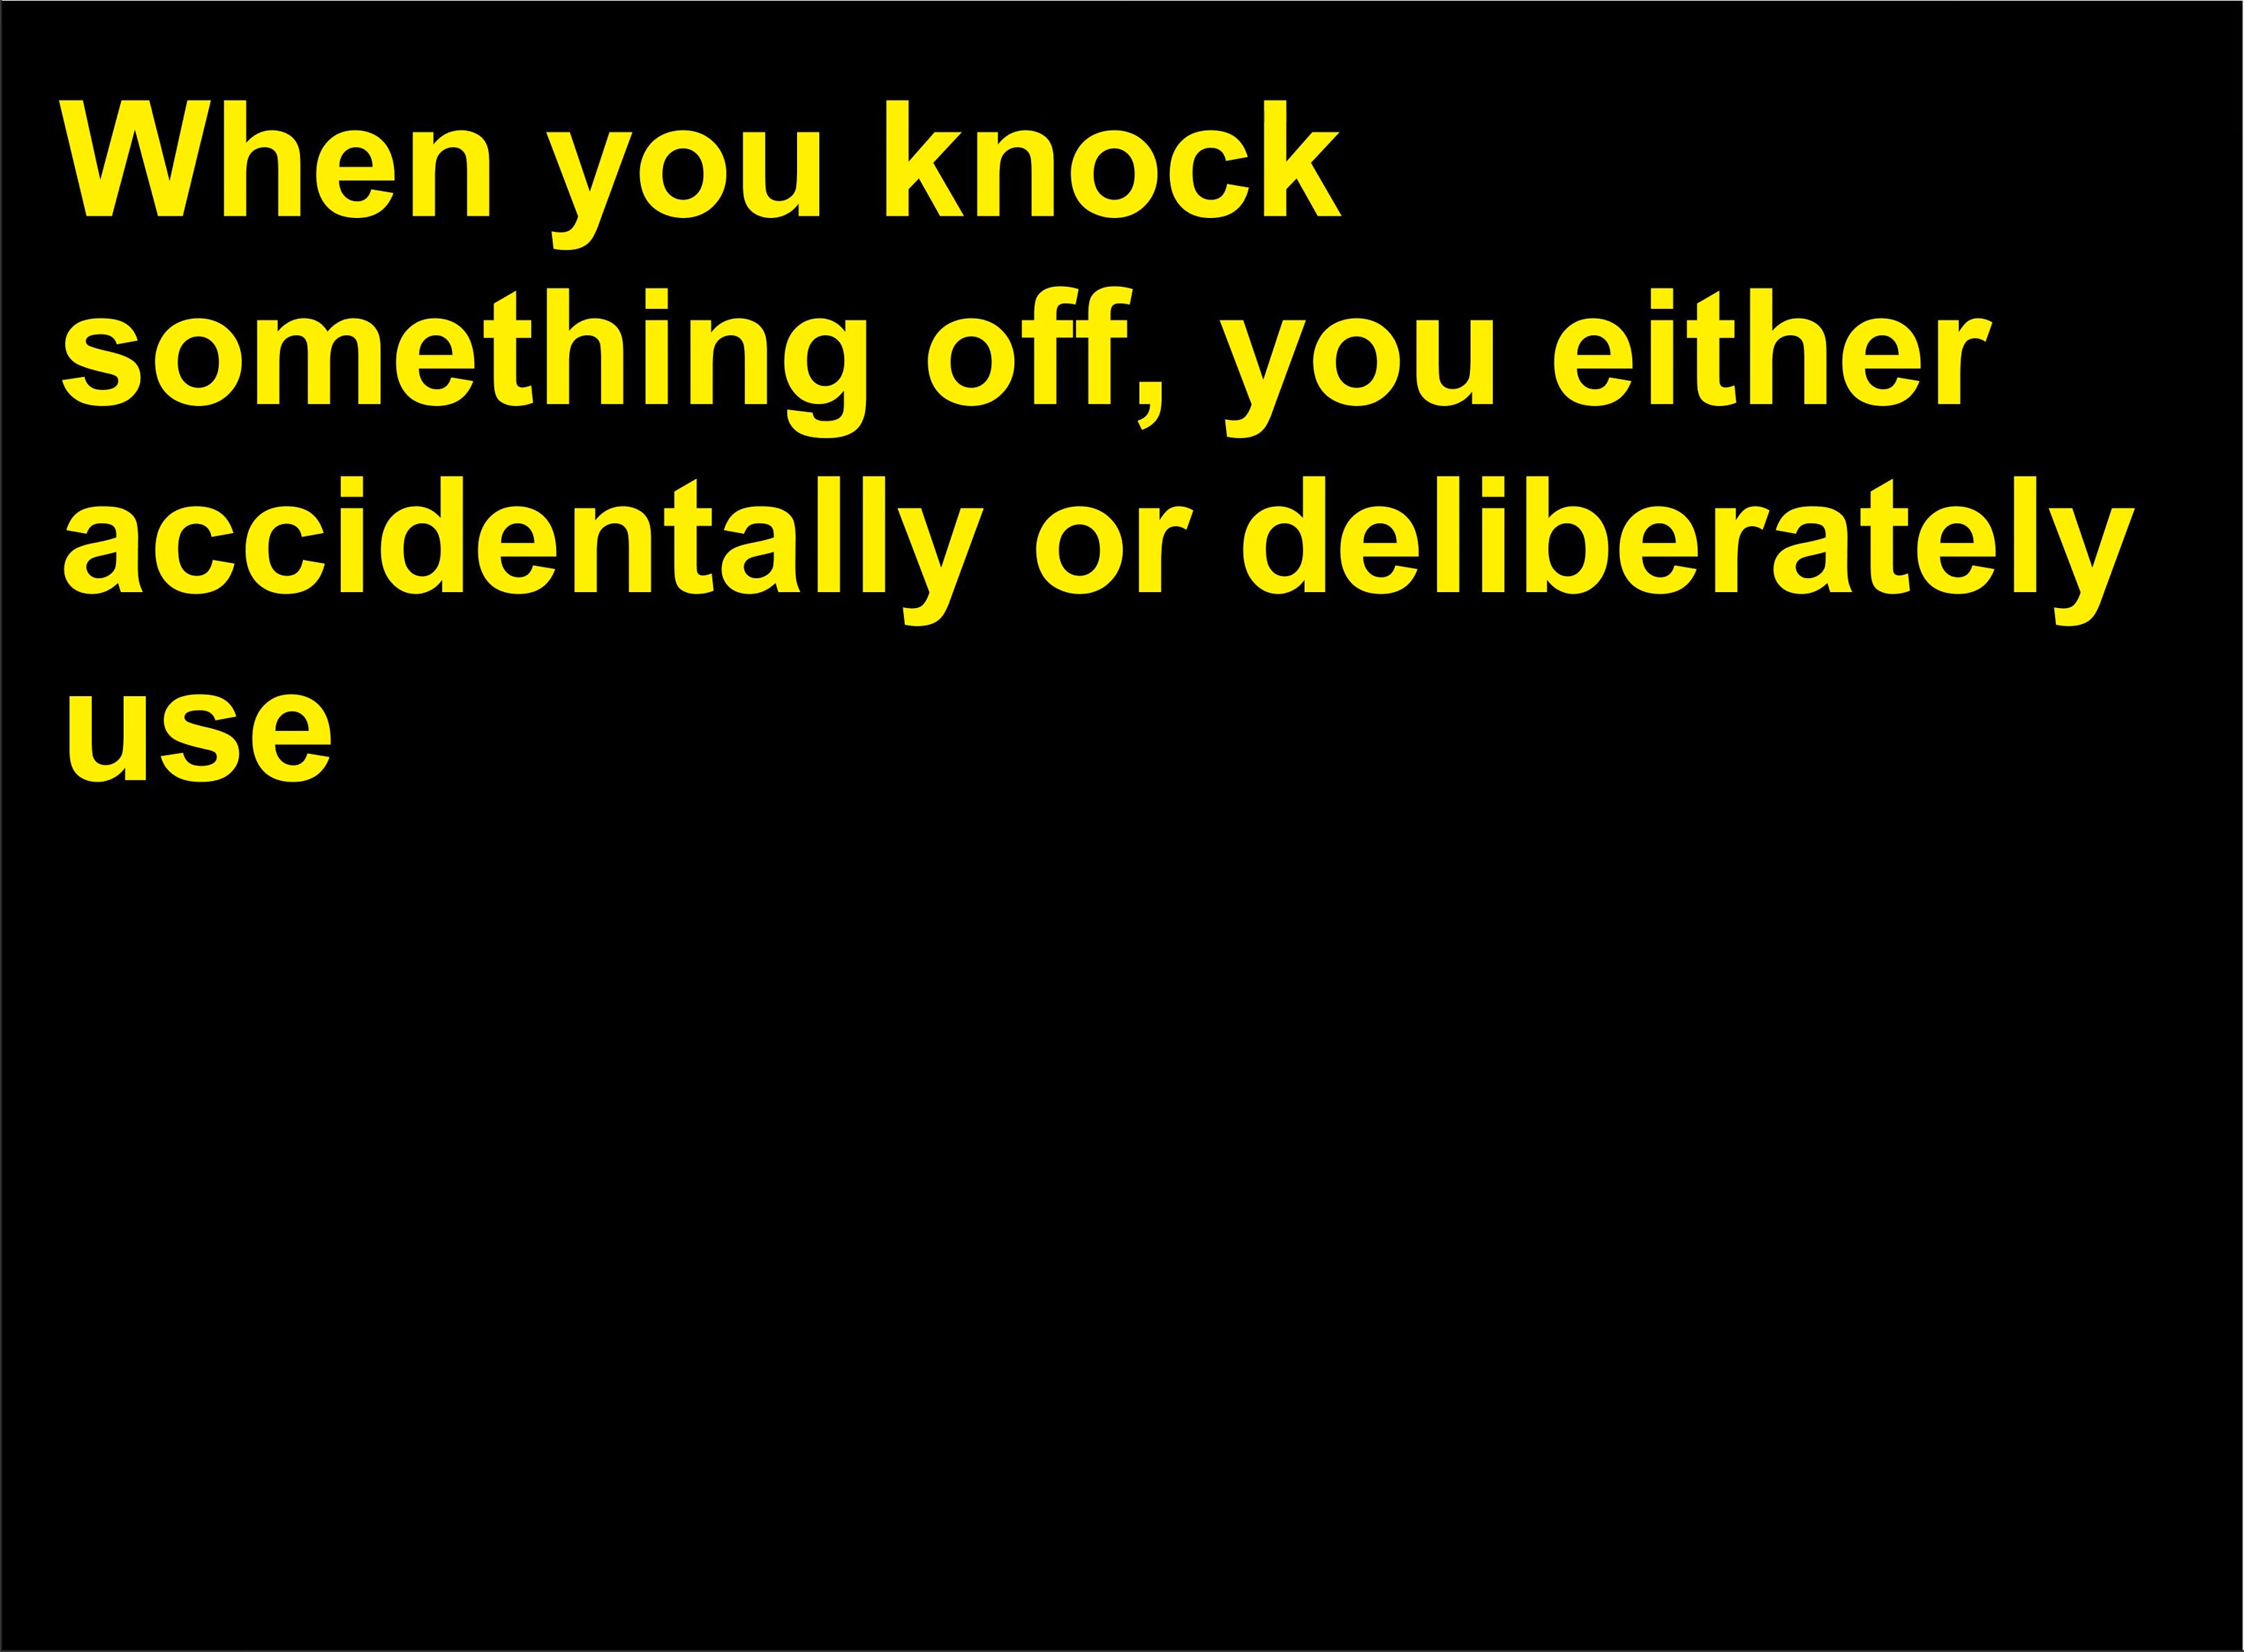 When you knock
something off, you either
accidentally or deliberately
use